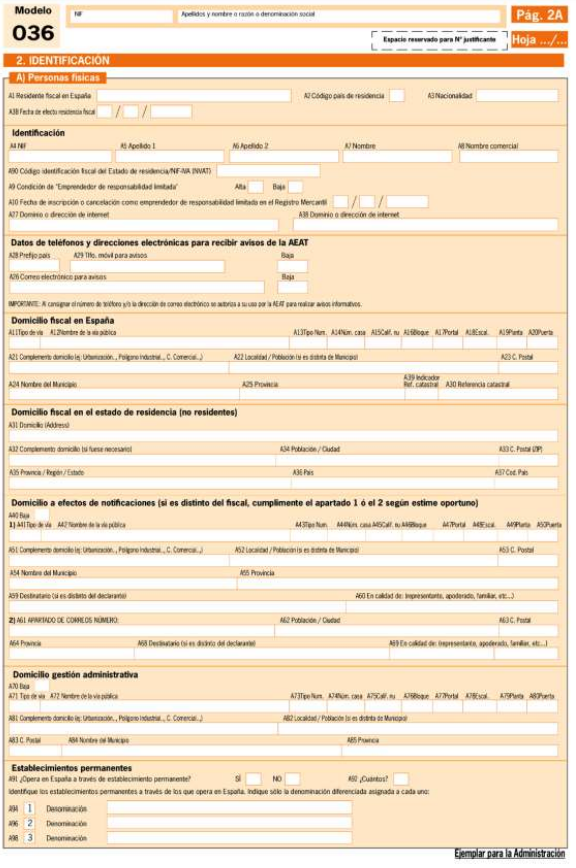 Modelo
036
NIF
Apellidos y nombre o razón o denominación social
Pág. 2A
Espacio reservado para Nº justificante
Hoja .../...
2. IDENTIFICACIÓN
A) Personas físicas
A1 Residente fiscal en España
A2 Código país de residencia
A3 Nacionalidad
A3B Fecha de efecto residencia fiscal / /
Identificación
A4 NIF
A5 Apellido 1
A6 Apellido 2
A7 Nombre
A8 Nombre comercial
A90 Código identificación fiscal del Estado de residencia/NIF-IVA (NVAT)
A9 Condición de "Emprendedor de responsabilidad limitada"
Alta
Baja
A10 Fecha de inscripción o cancelación como emprendedor de responsabilidad limitada en el Registro Mercantil / /
A27 Dominio o dirección de internet
A38 Dominio o dirección de internet
Datos de teléfonos y direcciones electrónicas para recibir avisos de la AEAT
A28 Prefijo país
A29 Tlfo. móvil para avisos
Baja
A26 Correo electrónico para avisos
Baja
IMPORTANTE: Al consignar el número de teléfono y/o la dirección de correo electrónico se autoriza a su uso por la AEAT para realizar avisos informativos.
Domicilio fiscal en España
A11Tipo de vía A12Nombre de la vía pública A13Tipo Num. A14Núm. casa A15Calif. nu A16Bloque A17Portal A18Escal. A19Planta A20Puerta
A21 Complemento domicilio (ej: Urbanización.., Polígono Industrial.., C. Comercial...)
A22 Localidad / Población (si es distinta de Municipio)
A23 C. Postal
A24 Nombre del Municipio
A25 Provincia
A39 Indicador Ref. catastral
A30 Referencia catastral
Domicilio fiscal en el estado de residencia (no residentes)
A31 Domicilio (Address)
A32 Complemento domicilio (si fuese necesario)
A34 Población / Ciudad
A33 C. Postal (ZIP)
A35 Provincia / Región / Estado
A36 País
A37 Cod. País
Domicilio a efectos de notificaciones (si es distinto del fiscal, cumplimente el apartado 1 ó el 2 según estime oportuno)
A40 Baja
1) A41Tipo de vía A42 Nombre de la vía pública A43Tipo Num. A44Núm. casa A45Calif. nu A46Bloque A47Portal A48Escal. A49Planta A50Puerta
A51 Complemento domicilio (ej: Urbanización.., Polígono Industrial.., C. Comercial...)
A52 Localidad / Población (si es distinta de Municipio)
A53 C. Postal
A54 Nombre del Municipio
A55 Provincia
A59 Destinatario (si es distinto del declarante)
A60 En calidad de: (representante, apoderado, familiar, etc...)
2) A61 APARTADO DE CORREOS NÚMERO:
A62 Población / Ciudad
A63 C. Postal
A64 Provincia
A68 Destinatario (si es distinto del declarante)
A69 En calidad de: (representante, apoderado, familiar, etc...)
Domicilio gestión administrativa
A70 Baja
A71 Tipo de vía A72 Nombre de la vía pública A73Tipo Num. A74Núm. casa A75Calif. nu A76Bloque A77Portal A78Escal. A79Planta A80Puerta
A81 Complemento domicilio (ej: Urbanización.., Polígono Industrial.., C. Comercial...)
A82 Localidad / Población (si es distinta de Municipio)
A83 C. Postal
A84 Nombre del Municipio
A85 Provincia
Establecimientos permanentes
A91 ¿Opera en España a través de establecimiento permanente?
SÍ
NO
A92 ¿Cuántos?
Identifique los establecimientos permanentes a través de los que opera en España. Indique sólo la denominación diferenciada asignada a cada uno:
A94 1 Denominación
A96 2 Denominación
A98 3 Denominación
Ejemplar para la Administración